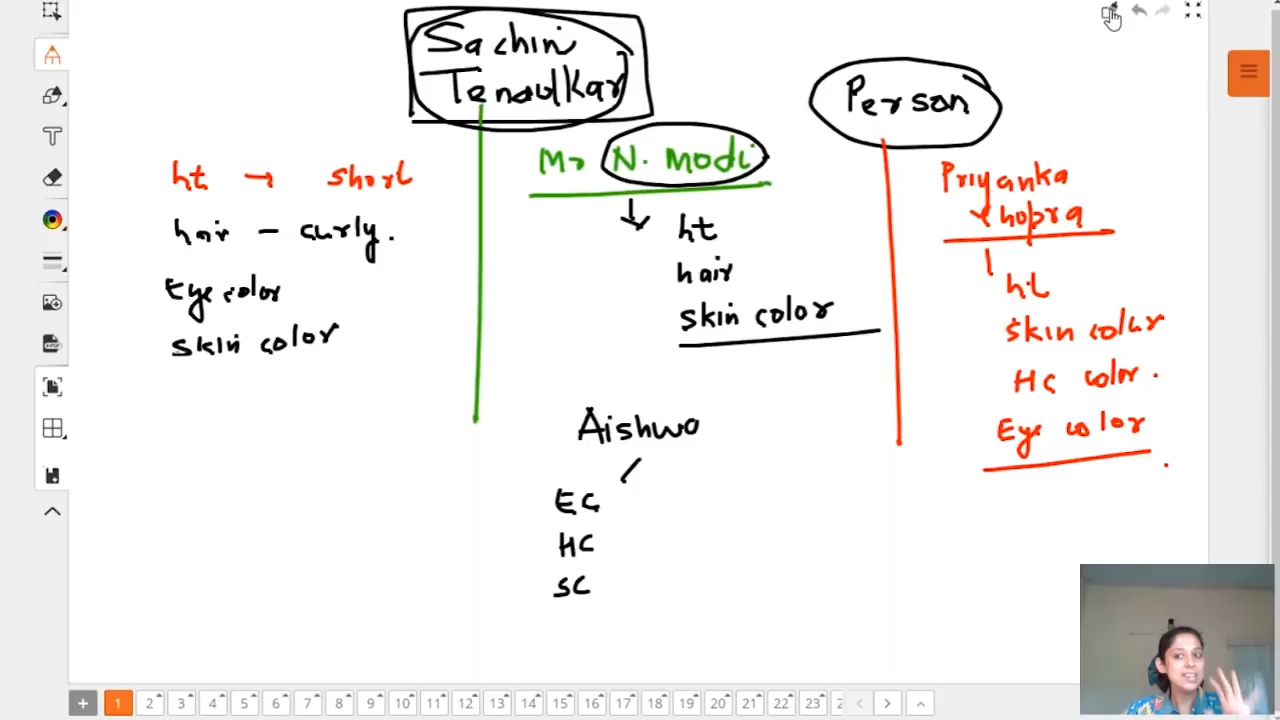 Sachin
Tendulkar
ht → short
hair - curly.
Eye color
skin color
Mr N. Modi
ht
hair
skin color
Person
Priyanka
Chopra
ht
skin color
HC color.
Eye color
Aishwa
EC
HC
SC
T
+ 1 2 3 4 5 6 7 8 9 10 11 12 13 14 15 16 17 18 19 20 21 22 23